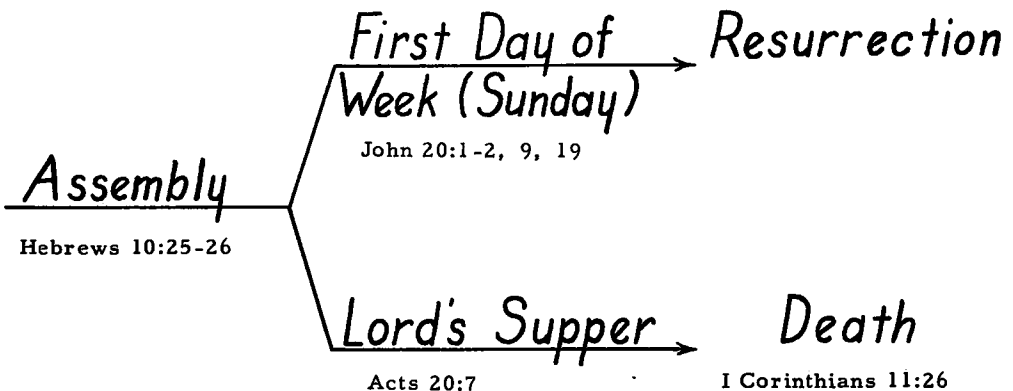 First Day of
Week (Sunday)
Resurrection
John 20:1-2, 9, 19
Assembly
Hebrews 10:25-26
Lord's Supper
Death
Acts 20:7
I Corinthians 11:26